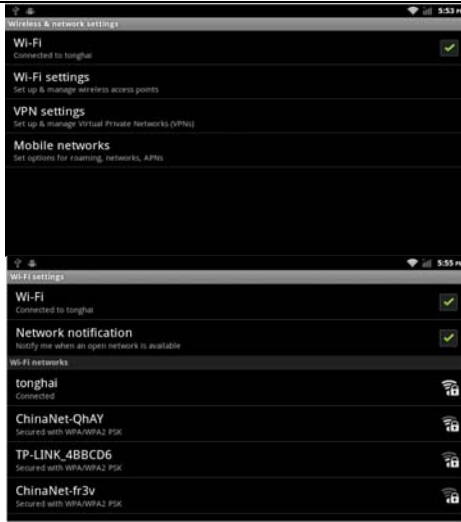 5:53 P
Wireless & network settings
Wi-Fi
Connected to tonghai
Wi-Fi settings
Set up & manage wireless access points
VPN settings
Set up & manage Virtual Private Networks (VPNs)
Mobile networks
Set options for roaming, networks, APNs
5:55 P
Wi-Fi settings
Wi-Fi
Connected to tonghai
Network notification
Notify me when an open network is available
Wi-Fi networks
tonghai
Connected
ChinaNet-QhAY
Secured with WPA/WPA2 PSK
TP-LINK_4BBCD6
Secured with WPA/WPA2 PSK
ChinaNet-fr3v
Secured with WPA/WPA2 PSK